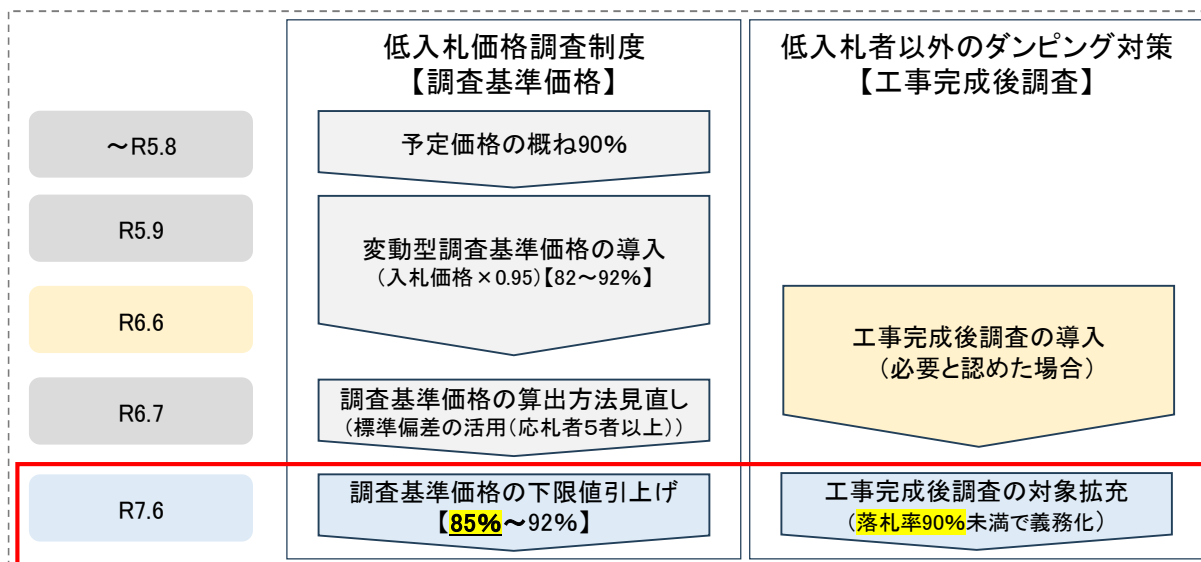 低入札価格調査制度
【調査基準価格】
低入札者以外のダンピング対策
【工事完成後調査】
～R5.8
予定価格の概ね90%
R5.9
変動型調査基準価格の導入
（入札価格×0.95）【82～92%】
R6.6
工事完成後調査の導入
（必要と認めた場合）
R6.7
調査基準価格の算出方法見直し
（標準偏差の活用（応札者５者以上））
R7.6
調査基準価格の下限値引上げ
【85%～92%】
工事完成後調査の対象拡充
（落札率90%未満で義務化）